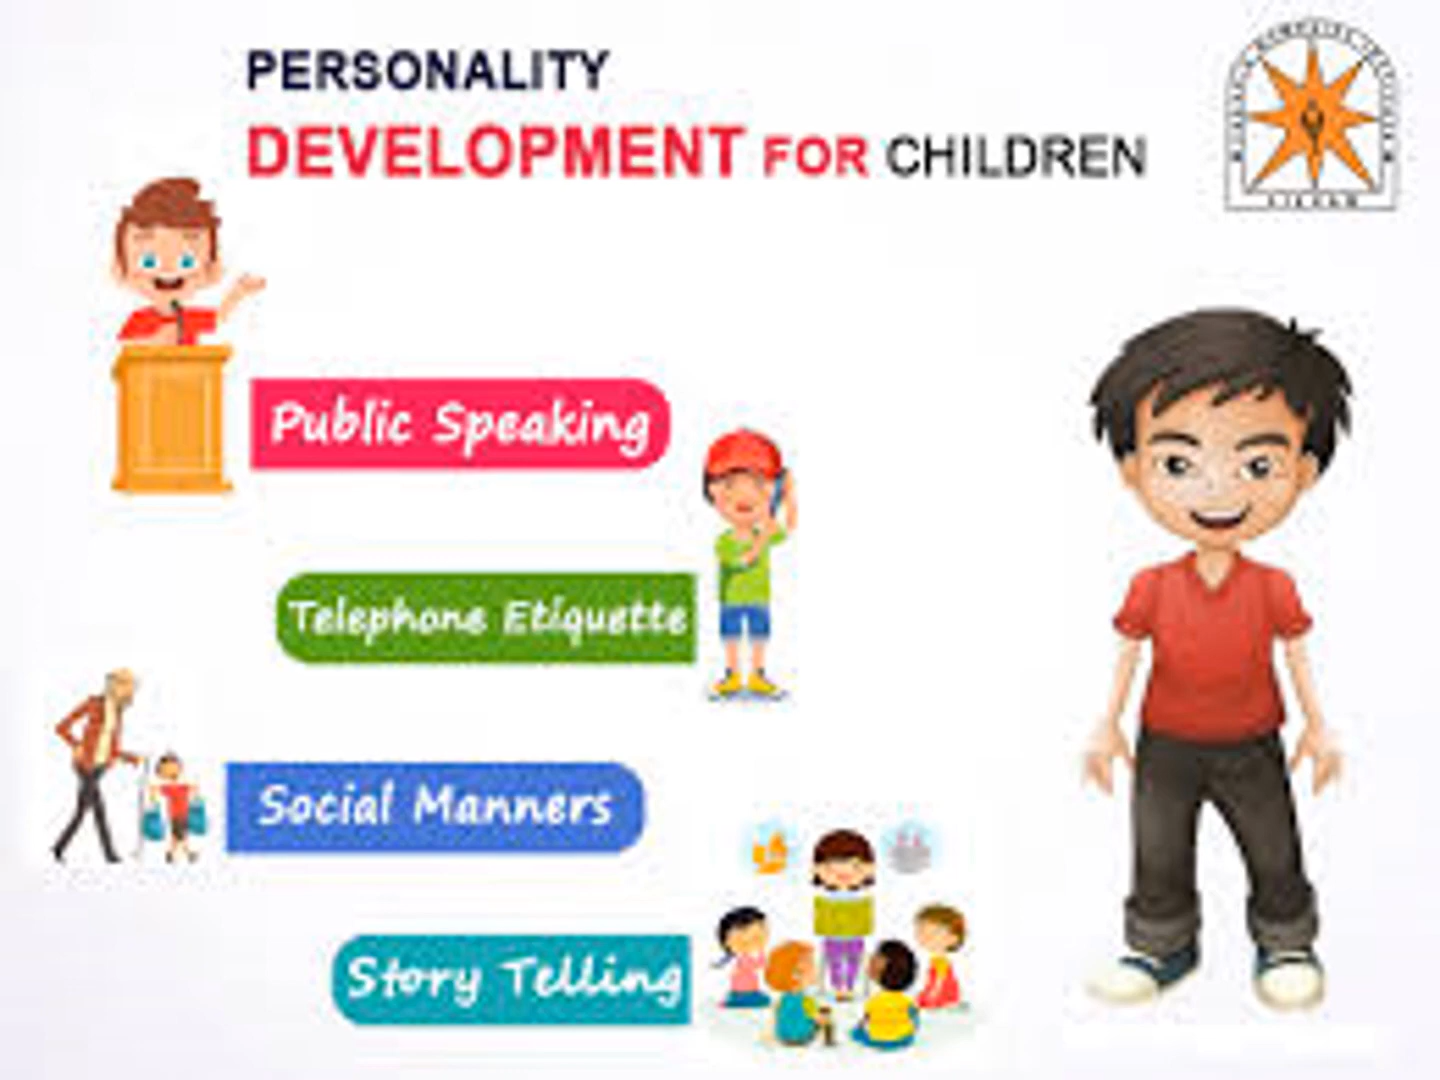 PERSONALITY
DEVELOPMENT FOR CHILDREN
Public Speaking
Telephone Etiquette
Social Manners
Story Telling